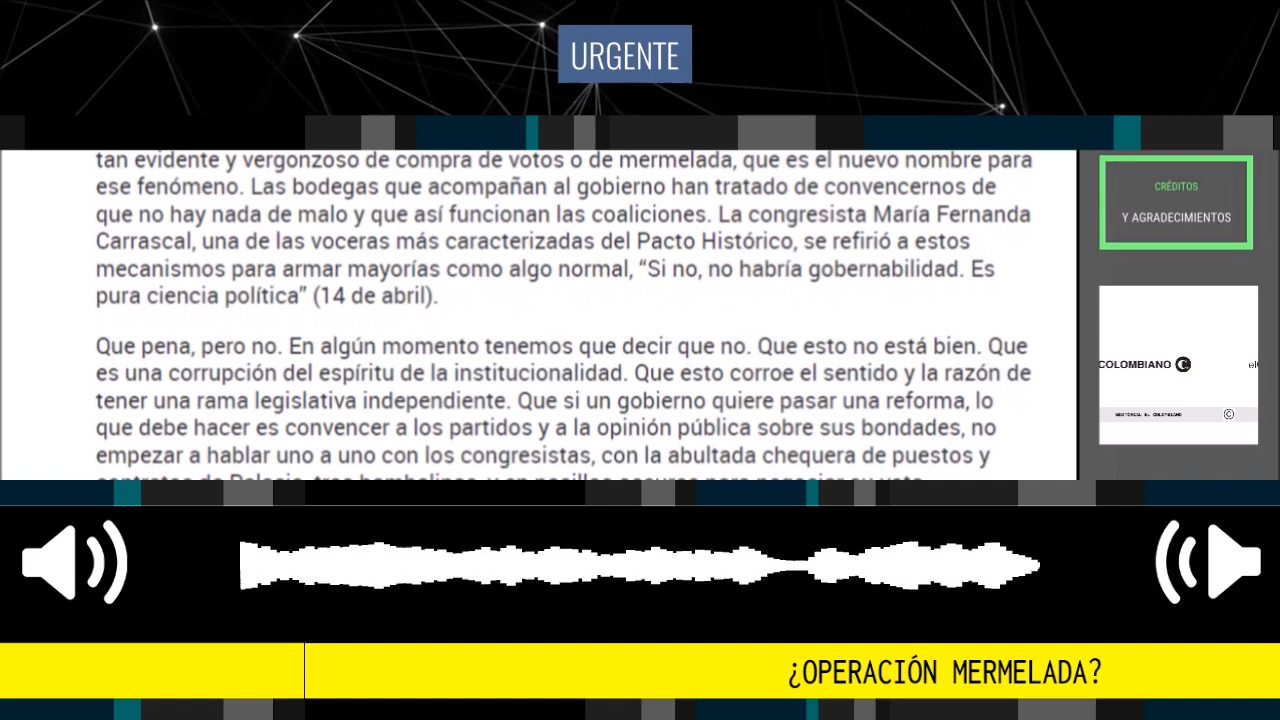 URGENTE
tan evidente y vergonzoso de compra de votos o de mermelada, que es el nuevo nombre para
ese fenómeno. Las bodegas que acompañan al gobierno han tratado de convencernos de
que no hay nada de malo y que así funcionan las coaliciones. La congresista María Fernanda
Carrascal, una de las voceras más caracterizadas del Pacto Histórico, se refirió a estos
mecanismos para armar mayorías como algo normal, “Si no, no habría gobernabilidad. Es
pura ciencia política” (14 de abril).
Que pena, pero no. En algún momento tenemos que decir que no. Que esto no está bien. Que
es una corrupción del espíritu de la institucionalidad. Que esto corroe el sentido y la razón de
tener una rama legislativa independiente. Que si un gobierno quiere pasar una reforma, lo
que debe hacer es convencer a los partidos y a la opinión pública sobre sus bondades, no
empezar a hablar uno a uno con los congresistas, con la abultada chequera de puestos y
CRÉDITOS
Y AGRADECIMIENTOS
COLOMBIANO C
EDITORIAL EL COLOMBIANO ©
¿OPERACIÓN MERMELADA?